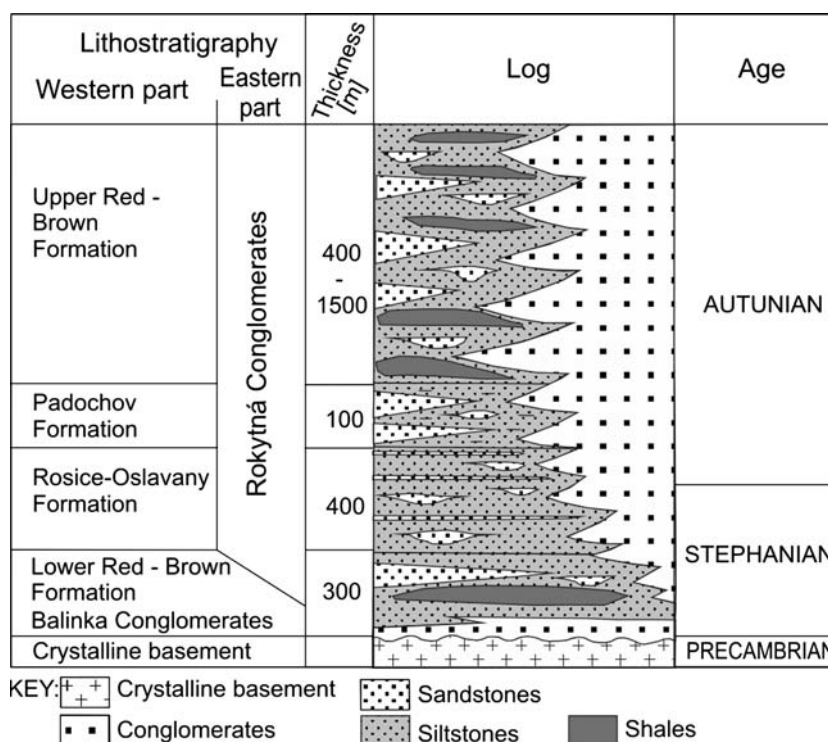 Lithostratigraphy
Western part
Eastern
part
Thickness
[m]
Log
Age
Upper Red -
Brown
Formation
Rokytná Conglomerates
400
-
1500
AUTUNIAN
Padochov
Formation
100
Rosice-Oslavany
Formation
400
STEPHANIAN
Lower Red - Brown
Formation
Balinka Conglomerates
300
Crystalline basement
PRECAMBRIAN
KEY:
Crystalline basement
Sandstones
Conglomerates
Siltstones
Shales